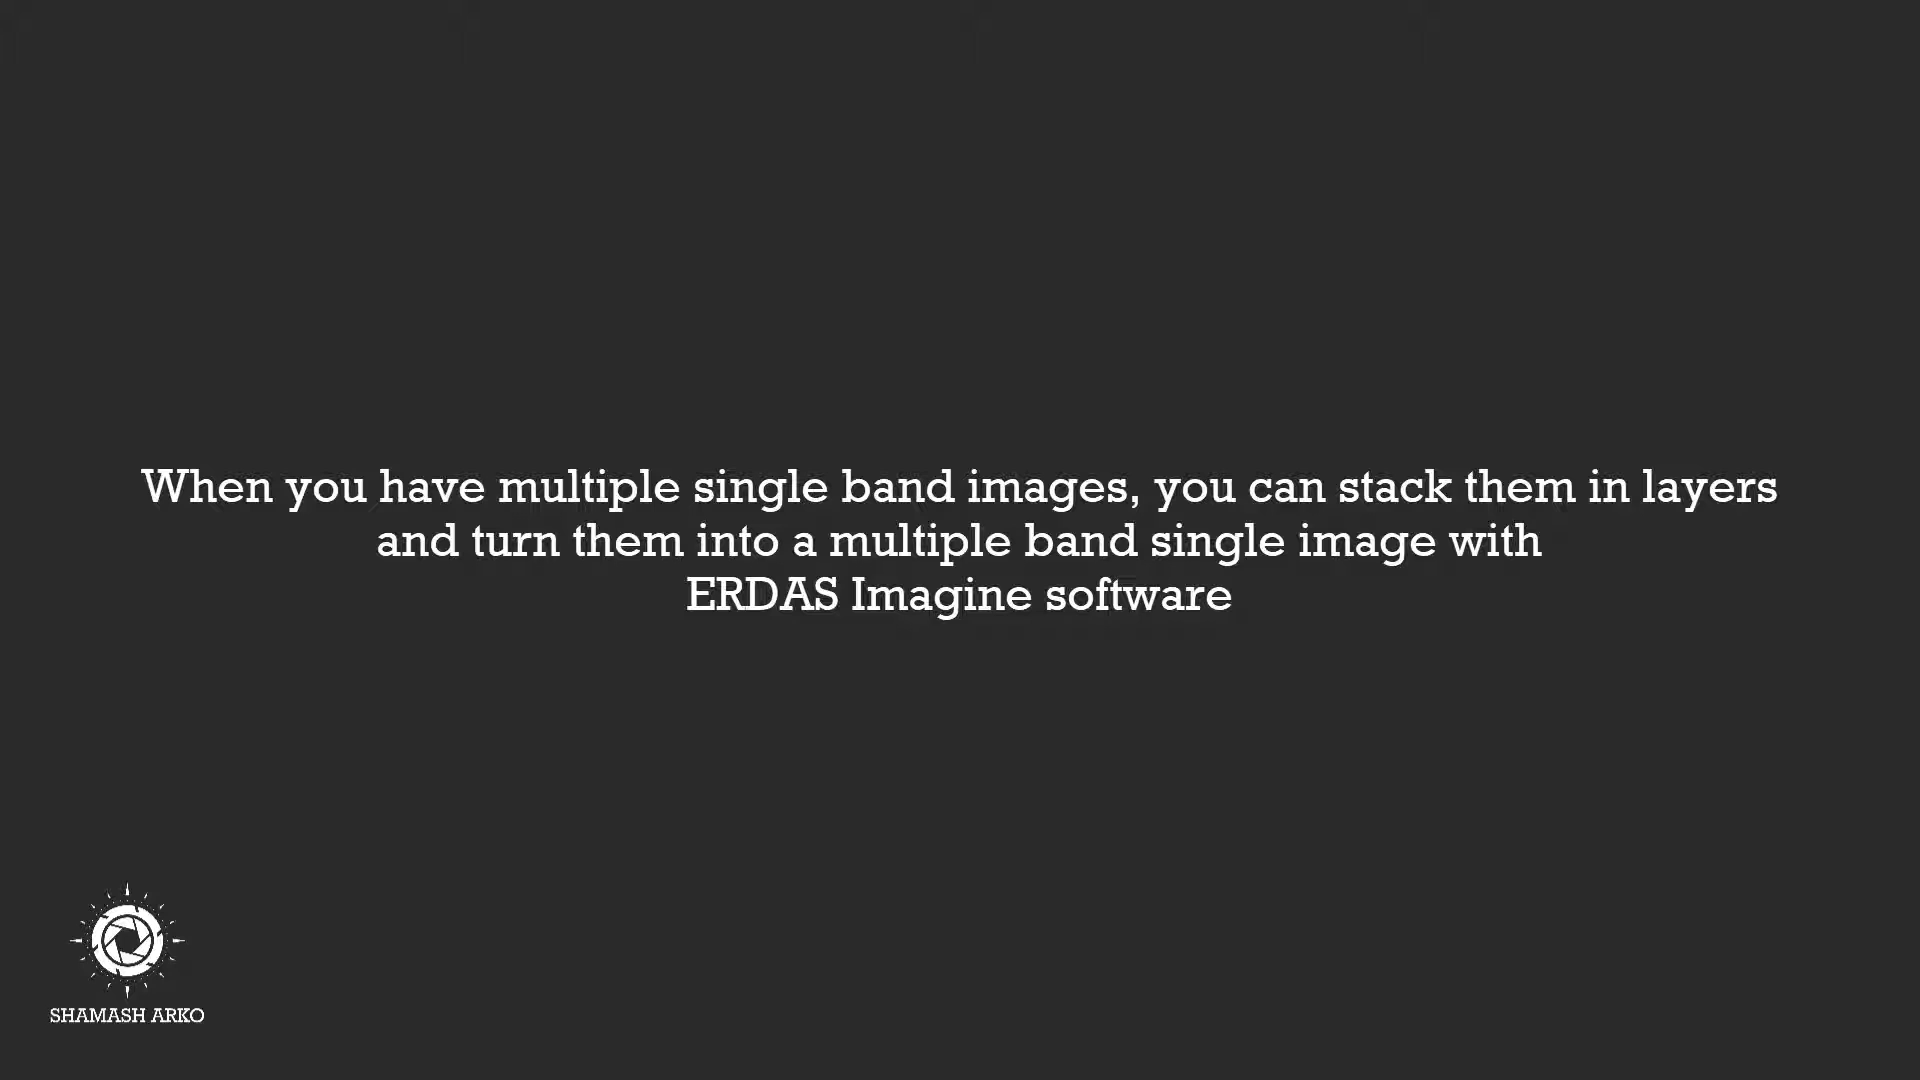 When you have multiple single band images, you can stack them in layers
and turn them into a multiple band single image with
ERDAS Imagine software
SHAMASH ARKO